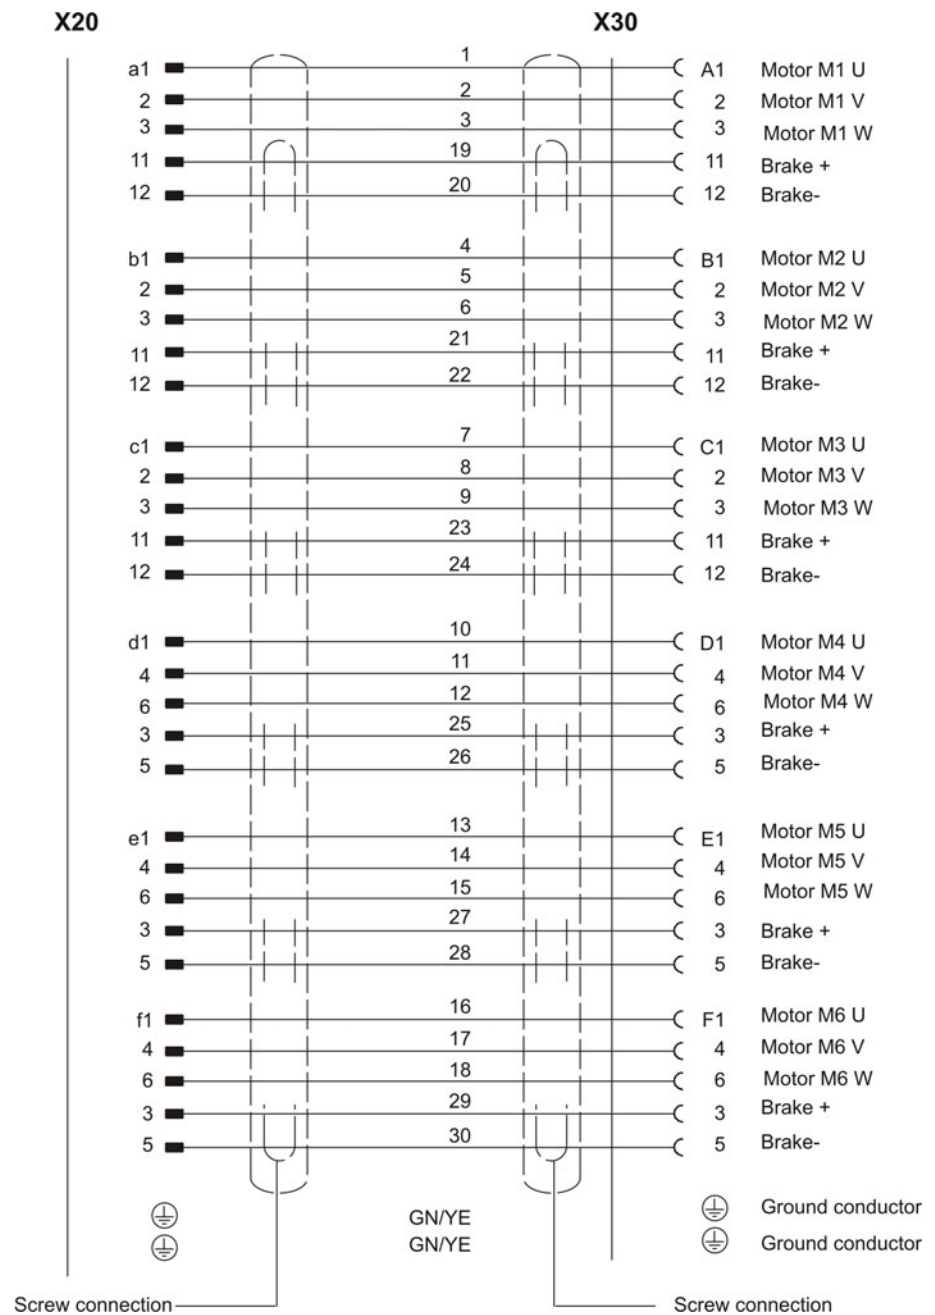 X20 X30
1
a1 A1 Motor M1 U
2
2 2 Motor M1 V
3
3 3 Motor M1 W
19
11 11 Brake +
20
12 12 Brake-
4
b1 B1 Motor M2 U
5
2 2 Motor M2 V
6
3 3 Motor M2 W
21
11 11 Brake +
22
12 12 Brake-
7
c1 C1 Motor M3 U
8
2 2 Motor M3 V
9
3 3 Motor M3 W
23
11 11 Brake +
24
12 12 Brake-
10
d1 D1 Motor M4 U
11
4 4 Motor M4 V
12
6 6 Motor M4 W
25
3 3 Brake +
26
5 5 Brake-
13
e1 E1 Motor M5 U
14
4 4 Motor M5 V
15
6 6 Motor M5 W
27
3 3 Brake +
28
5 5 Brake-
16
f1 F1 Motor M6 U
17
4 4 Motor M6 V
18
6 6 Motor M6 W
29
3 3 Brake +
30
5 5 Brake-
GN/YE Ground conductor
GN/YE Ground conductor
Screw connection Screw connection